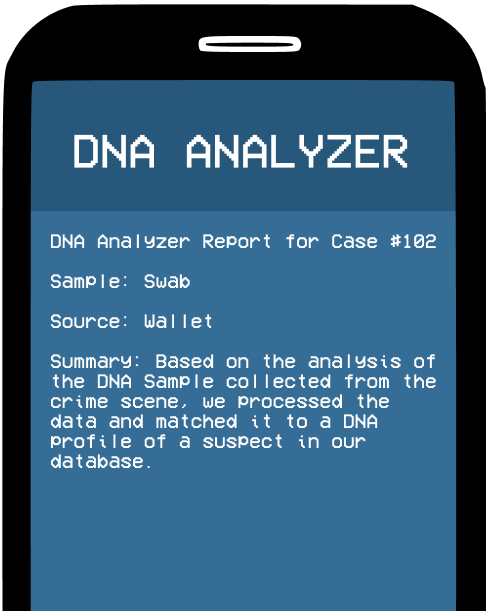 DNA ANALYZER
DNA Analyzer Report for Case #102
Sample: Swab
Source: Wallet
Summary: Based on the analysis of
the DNA Sample collected from the
crime scene, we processed the
data and matched it to a DNA
profile of a suspect in our
database.